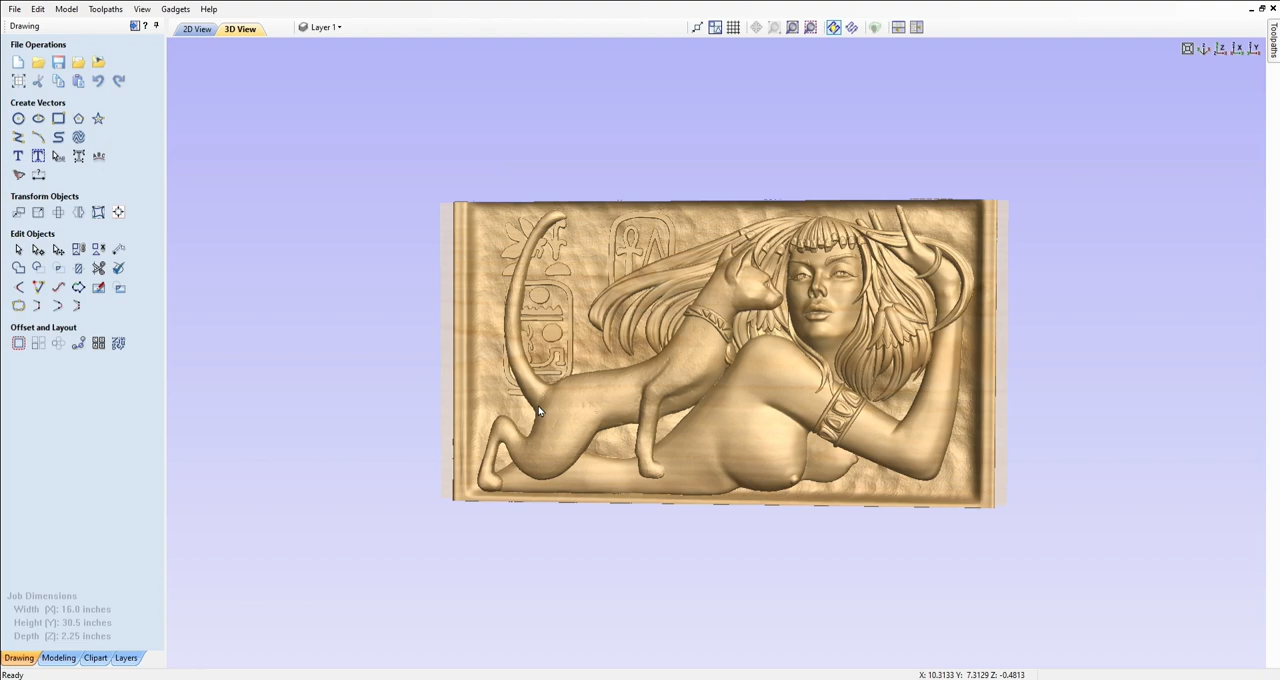 File Edit Model Toolpaths View Gadgets Help
Drawing
2D View 3D View Layer 1
Toolpaths
File Operations
Create Vectors
Transform Objects
Edit Objects
Offset and Layout
Job Dimensions
Width (X): 16.0 inches
Height (Y): 30.5 inches
Depth (Z): 2.25 inches
Drawing Modeling Clipart Layers
Ready X: 10.3133 Y: 7.3129 Z: -0.4813